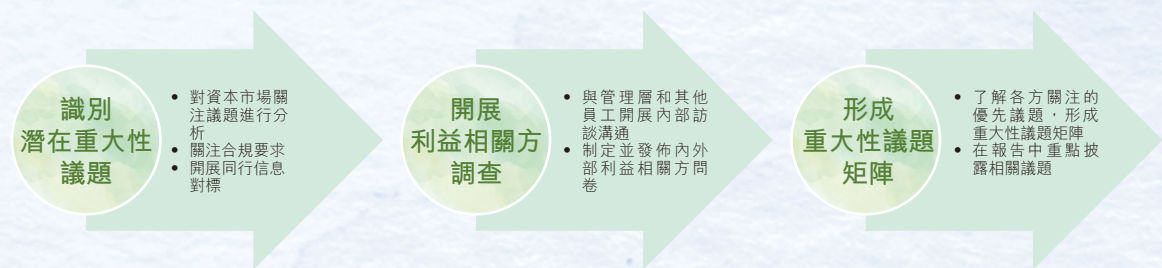 識別
潛在重大性
議題
• 對資本市場關
注議題進行分
析
• 關注合規要求
• 開展同行信息
對標
開展
利益相關方
調查
• 與管理層和其他
員工開展內部訪
談溝通
• 制定並發佈內外
部利益相關方問
卷
形成
重大性議題
矩陣
• 了解各方關注的
優先議題，形成
重大性議題矩陣
• 在報告中重點披
露相關議題